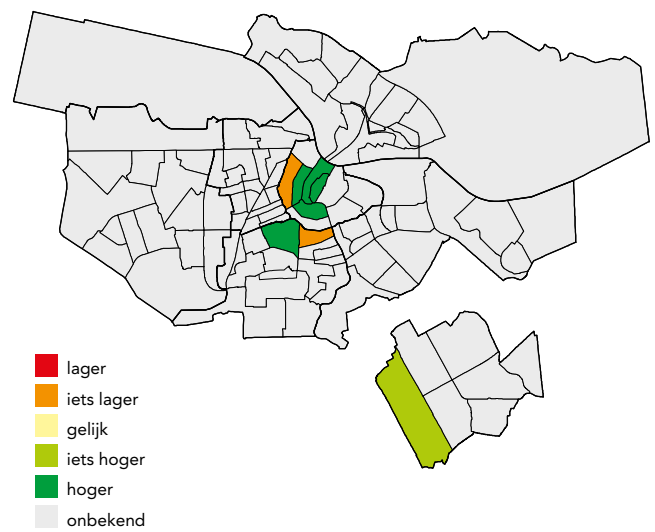 lager
iets lager
gelijk
iets hoger
hoger
onbekend